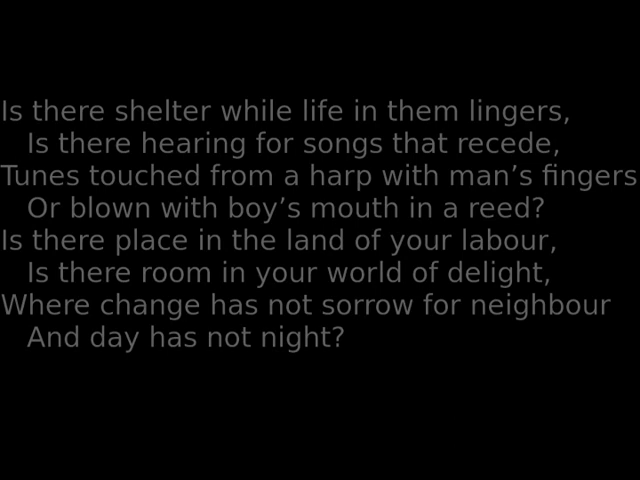 Is there shelter while life in them lingers,
Is there hearing for songs that recede,
Tunes touched from a harp with man’s fingers
Or blown with boy’s mouth in a reed?
Is there place in the land of your labour,
Is there room in your world of delight,
Where change has not sorrow for neighbour
And day has not night?